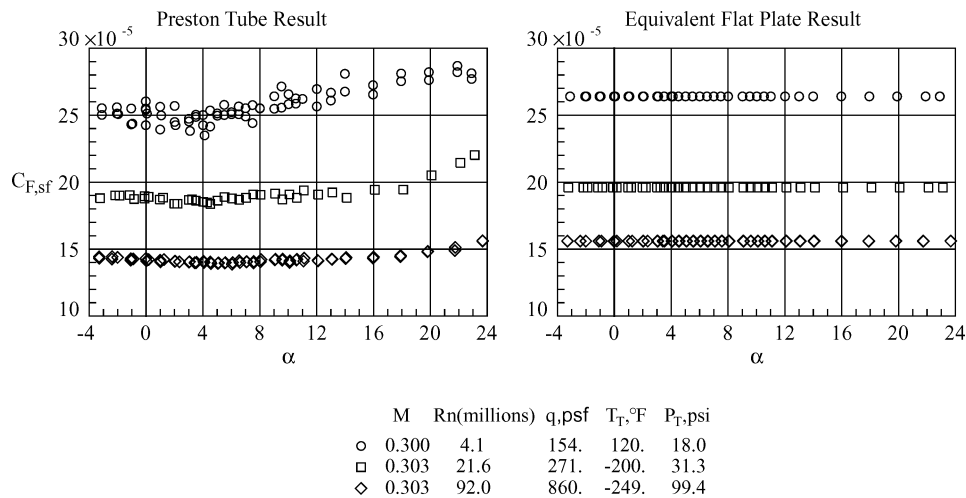 Preston Tube Result
Equivalent Flat Plate Result
30 ×10 -5
25
20
15
10
C F,sf
-4 0 4 8 12 16 20 24
α
30 ×10 -5
25
20
15
10
-4 0 4 8 12 16 20 24
α
M Rn(millions) q,psf T T,°F P T,psi
0.300 4.1 154. 120. 18.0
0.303 21.6 271. -200. 31.3
0.303 92.0 860. -249. 99.4